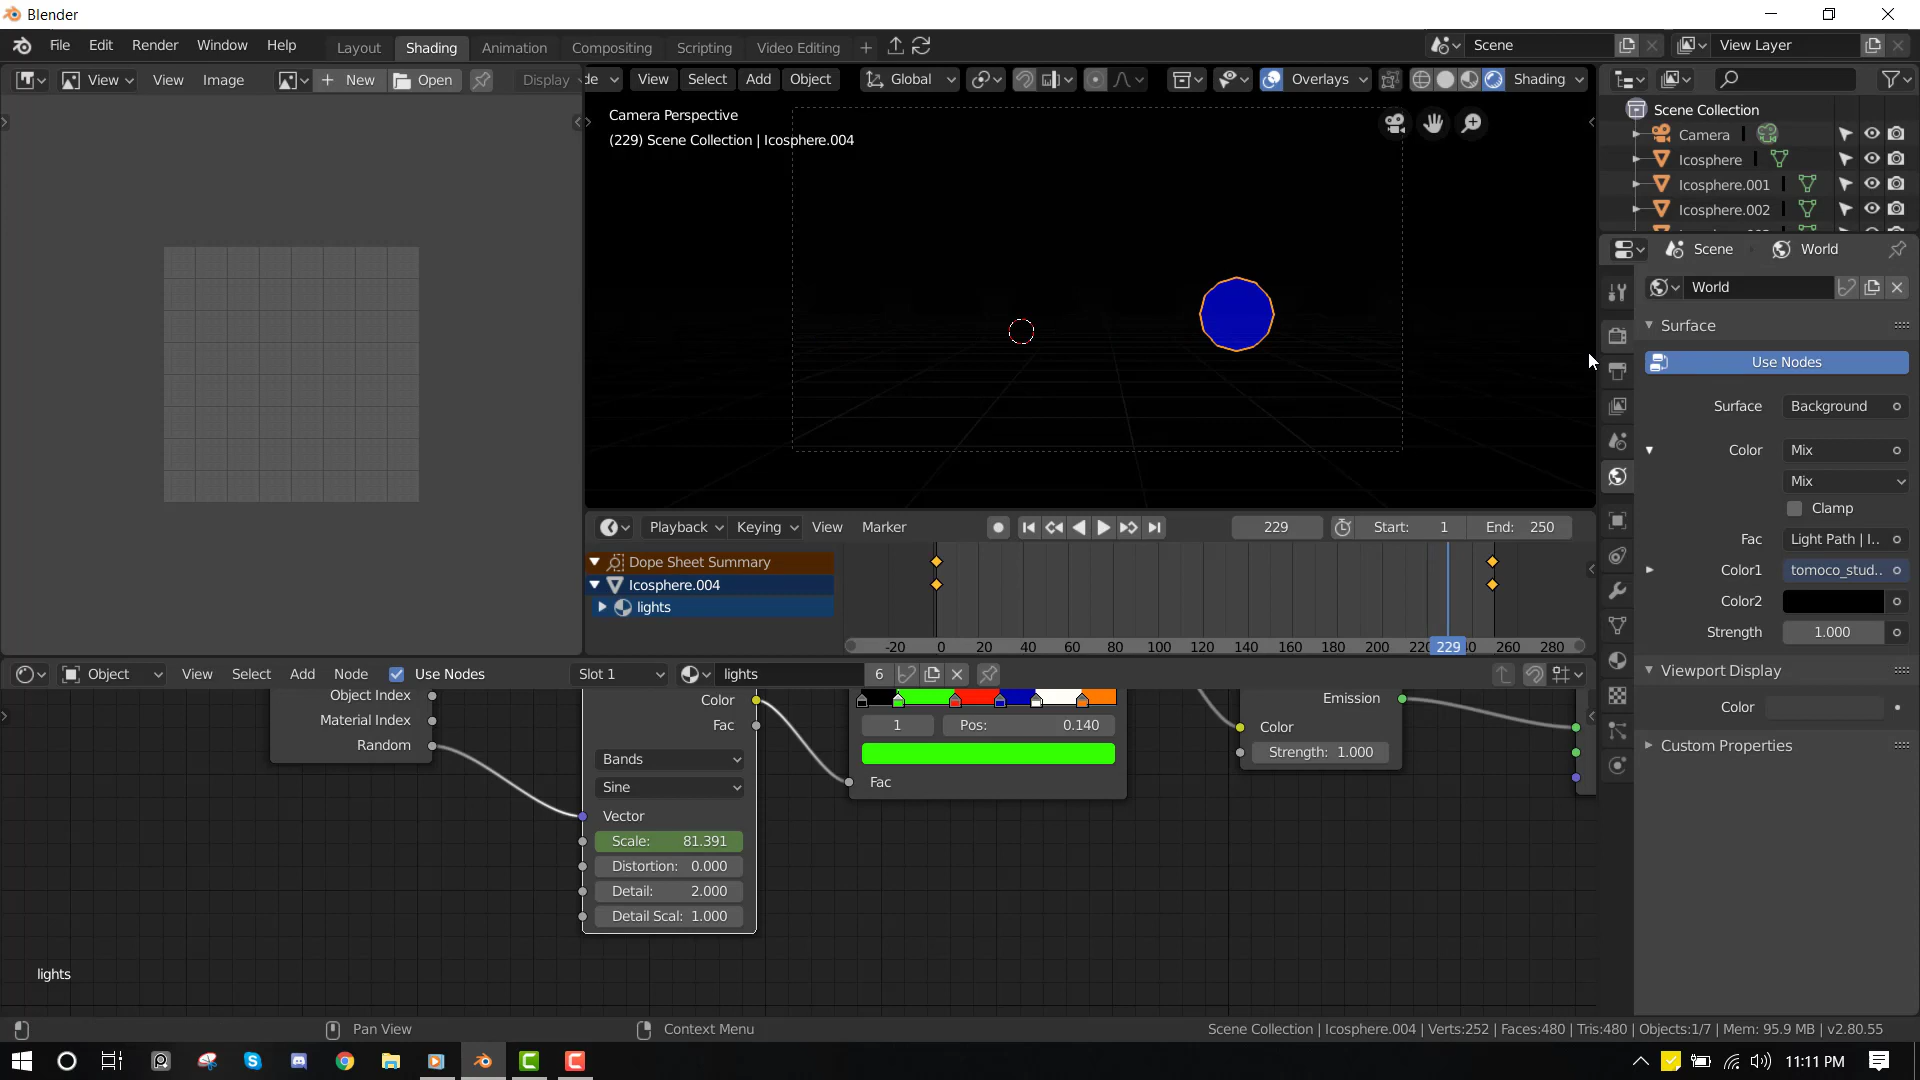 Blender
File Edit Render Window Help Layout Shading Animation Compositing Scripting Texturing Video Editing Scene View Layer
View View Image New Open Display
de View Select Add Object Global Overlays Shading
Camera Perspective
(229) Scene Collection | Icosphere.004
Scene Collection
Camera
Icosphere
Icosphere.001
Icosphere.002
Scene World
World
Surface
Use Nodes
Surface Background
Color Mix
Mix
Clamp
Fac Light Path | I..
Color1 tomoco_stud..
Color2
Strength 1.000
Viewport Display
Color
Custom Properties
Playback Keying View Marker 229 Start: 1 End: 250
Dope Sheet Summary
Icosphere.004
lights
-20 0 20 40 60 80 100 120 140 160 180 200 229 260 280
Object View Select Add Node Use Nodes Slot 1 lights 6
Object Index
Material Index
Random
Color
Fac
Bands
Sine
Vector
Scale: 81.391
Distortion: 0.000
Detail: 2.000
Detail Scal: 1.000
1 Pos: 0.140
Fac
Emission
Color
Strength: 1.000
lights
Pan View Context Menu Scene Collection | Icosphere.004 | Verts:252 | Faces:480 | Tris:480 | Objects:1/7 | Mem: 95.9 MB | v2.80.55
11:11 PM